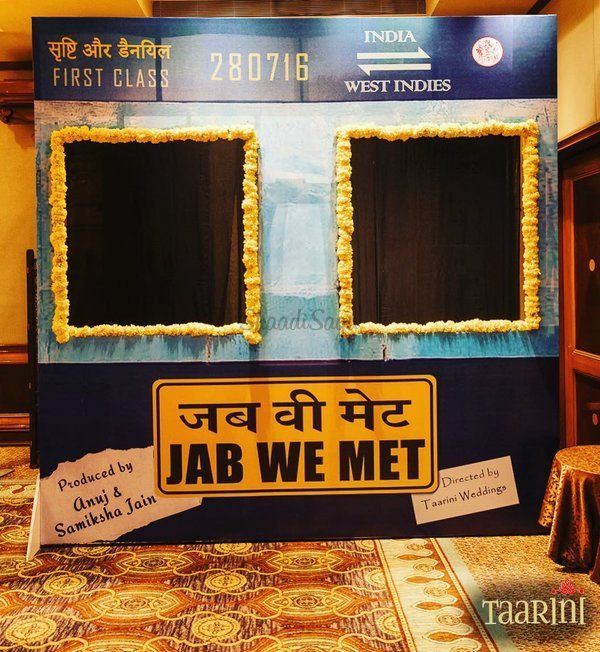 सृष्टि और डैनयिल
FIRST CLASS
280716
INDIA
WEST INDIES
जब वी मेट
JAB WE MET
Produced by
Anuj &
Samiksha Jain
Directed by
Taarini Weddings
TAARINI